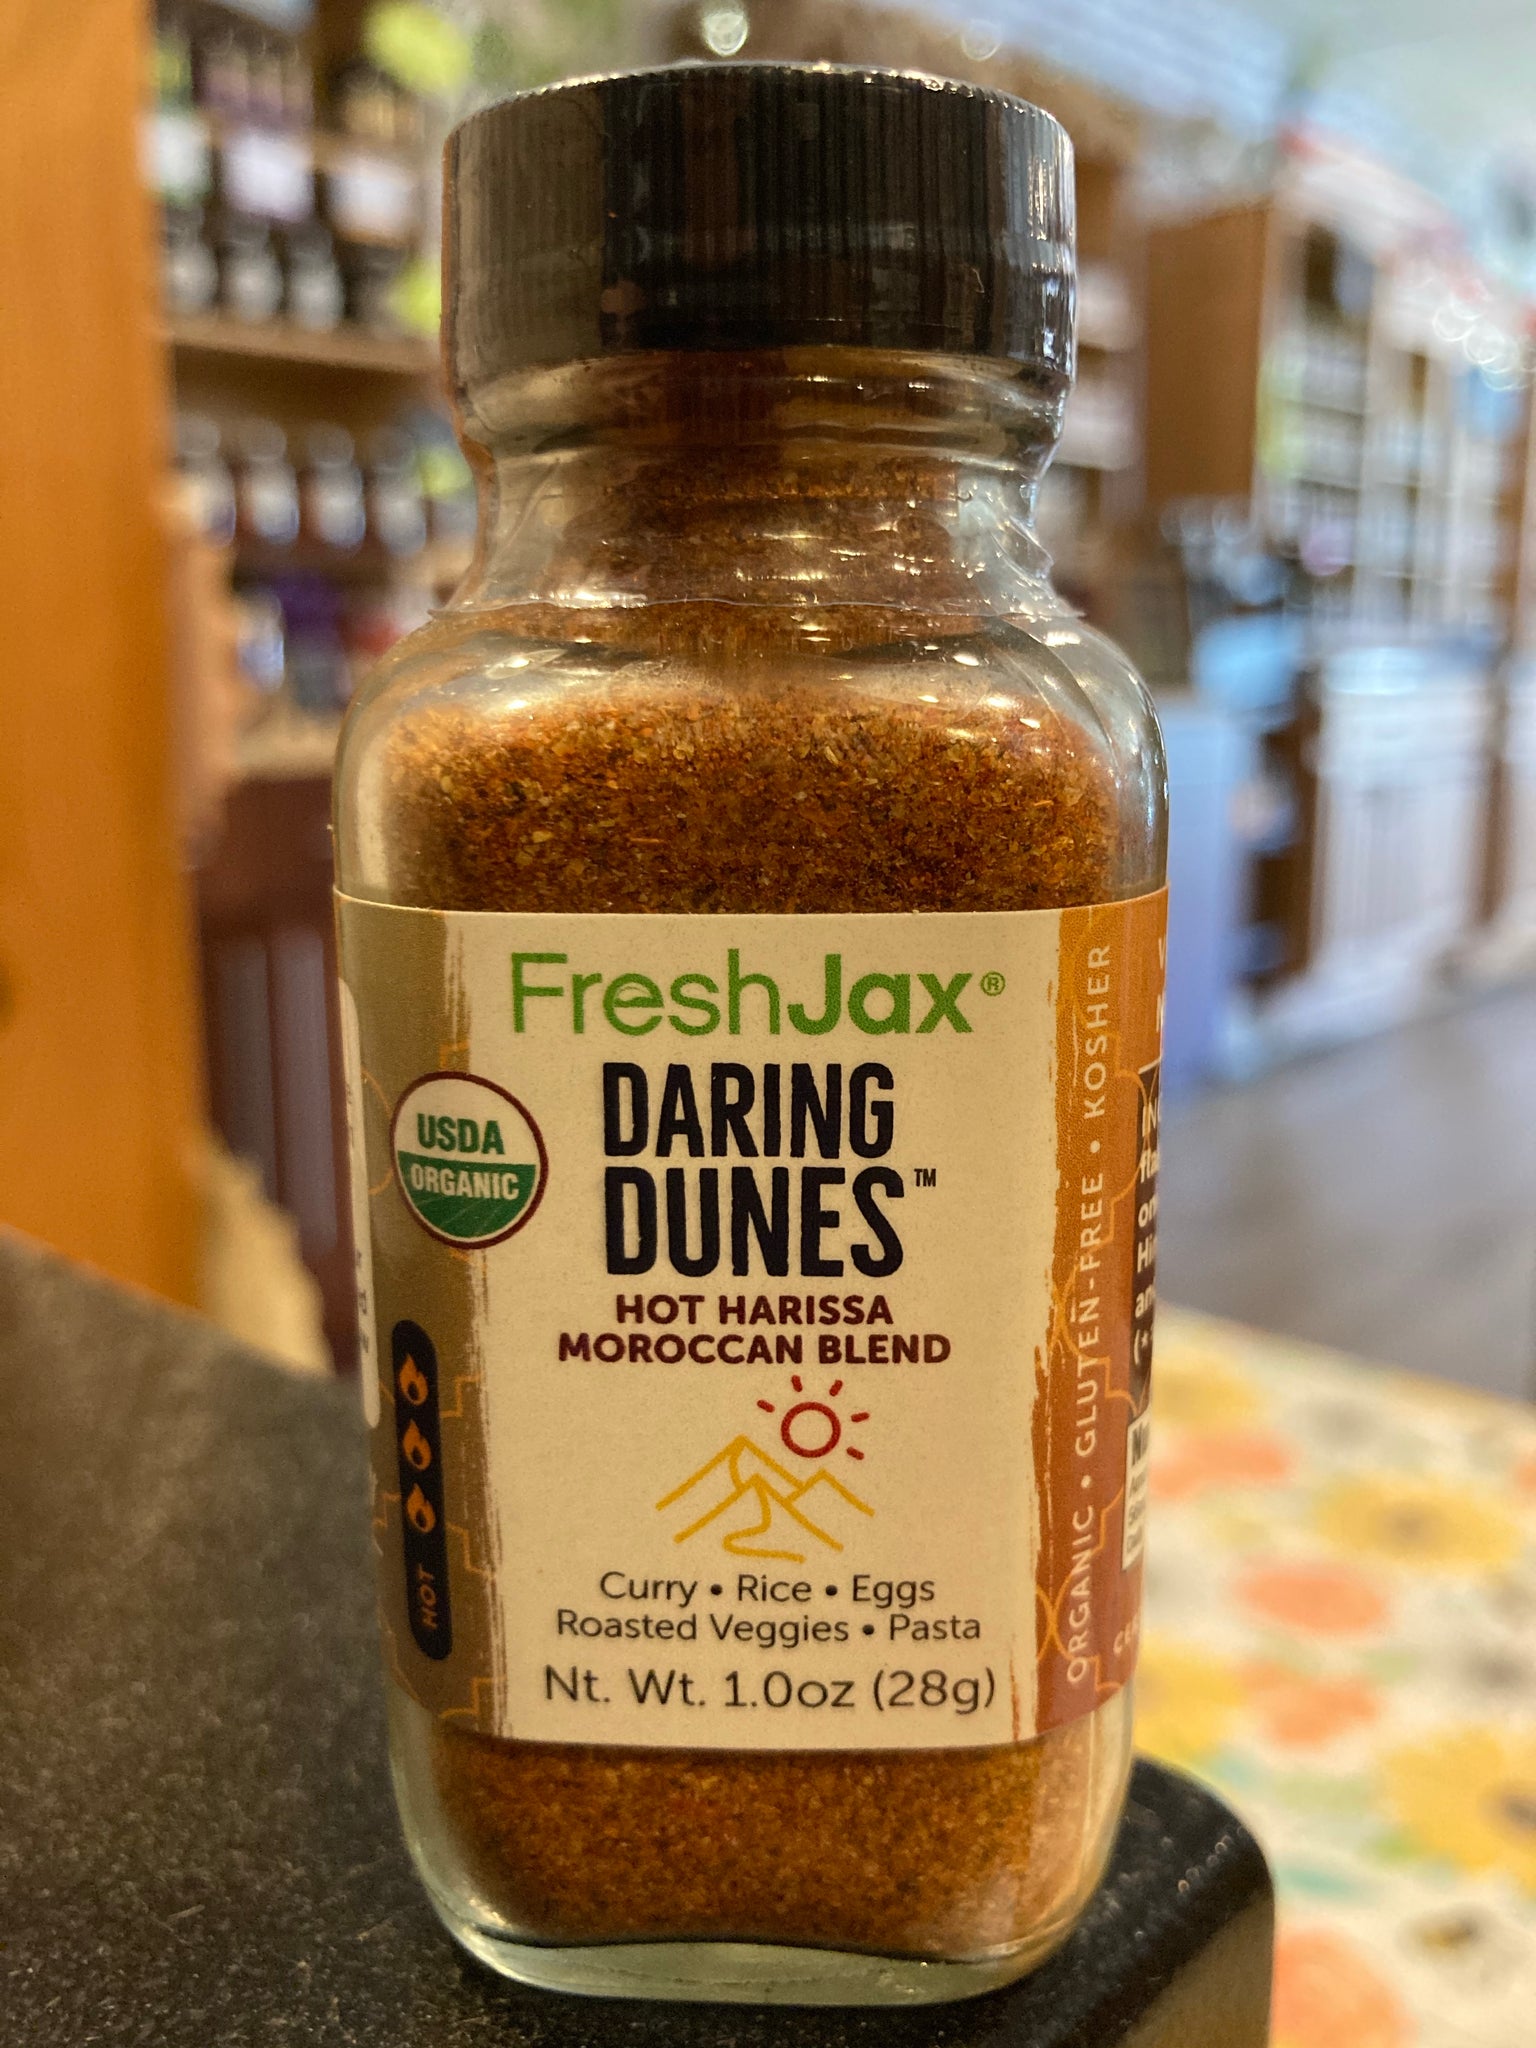 FreshJax®
DARING
DUNES™
HOT HARISSA
MOROCCAN BLEND
USDA
ORGANIC
HOT
Curry • Rice • Eggs
Roasted Veggies • Pasta
Nt. Wt. 1.0oz (28g)
ORGANIC • GLUTEN-FREE • KOSHER